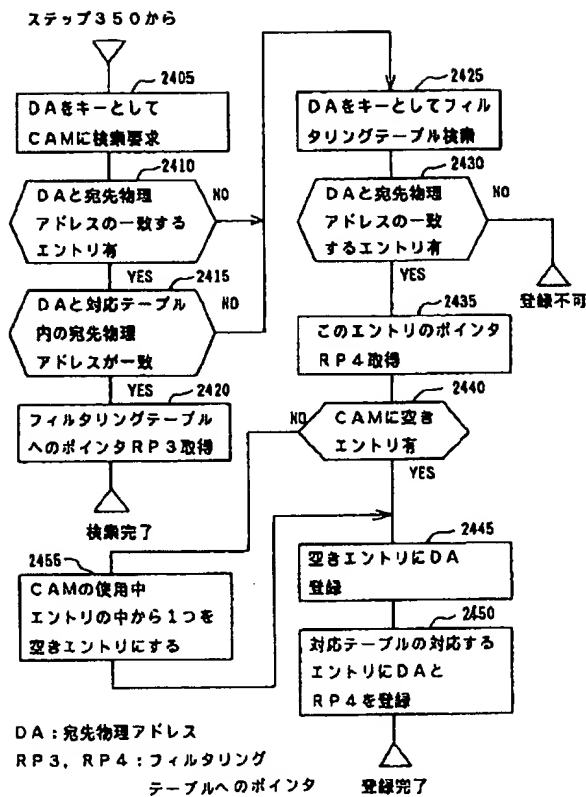 ステップ３５０から
2405
ＤＡをキーとして
ＣＡＭに検索要求
2410
ＤＡと宛先物理
アドレスの一致する
エントリ有
NO
YES
2415
ＤＡと対応テーブル
内の宛先物理
アドレスが一致
NO
YES
2420
フィルタリングテーブル
へのポインタＲＰ３取得
検索完了
2455
ＣＡＭの使用中
エントリの中から１つを
空きエントリにする
2425
ＤＡをキーとしてフィル
タリングテーブル検索
2430
ＤＡと宛先物理
アドレスの一致
するエントリ有
NO
登録不可
YES
2435
このエントリのポインタ
ＲＰ４取得
2440
NO
ＣＡＭに空き
エントリ有
YES
2445
空きエントリにＤＡ
登録
2450
対応テーブルの対応する
エントリにＤＡと
ＲＰ４を登録
登録完了
ＤＡ：宛先物理アドレス
ＲＰ３，ＲＰ４：フィルタリング
テーブルへのポインタ